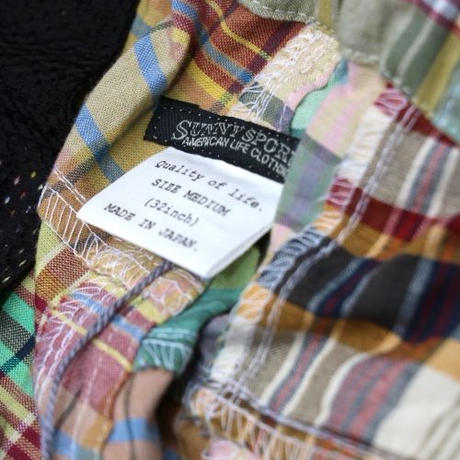 SUNNY SPORTS
AMERICAN LIFE CLOTHING
Quality of life.
SIZE MEDIUM
(32inch)
MADE IN JAPAN.